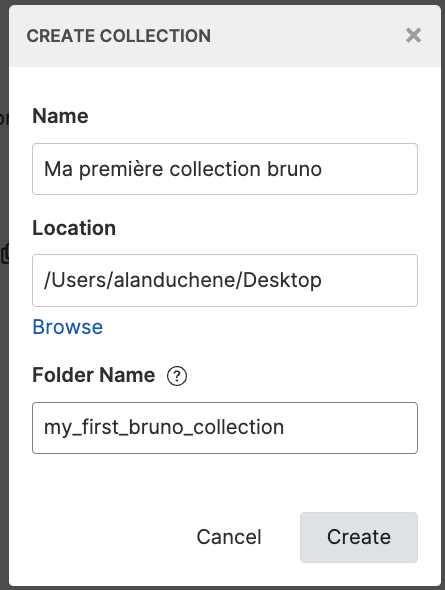 CREATE COLLECTION
Name
Ma première collection bruno
Location
/Users/alanduchene/Desktop
Browse
Folder Name ?
my_first_bruno_collection
Cancel Create